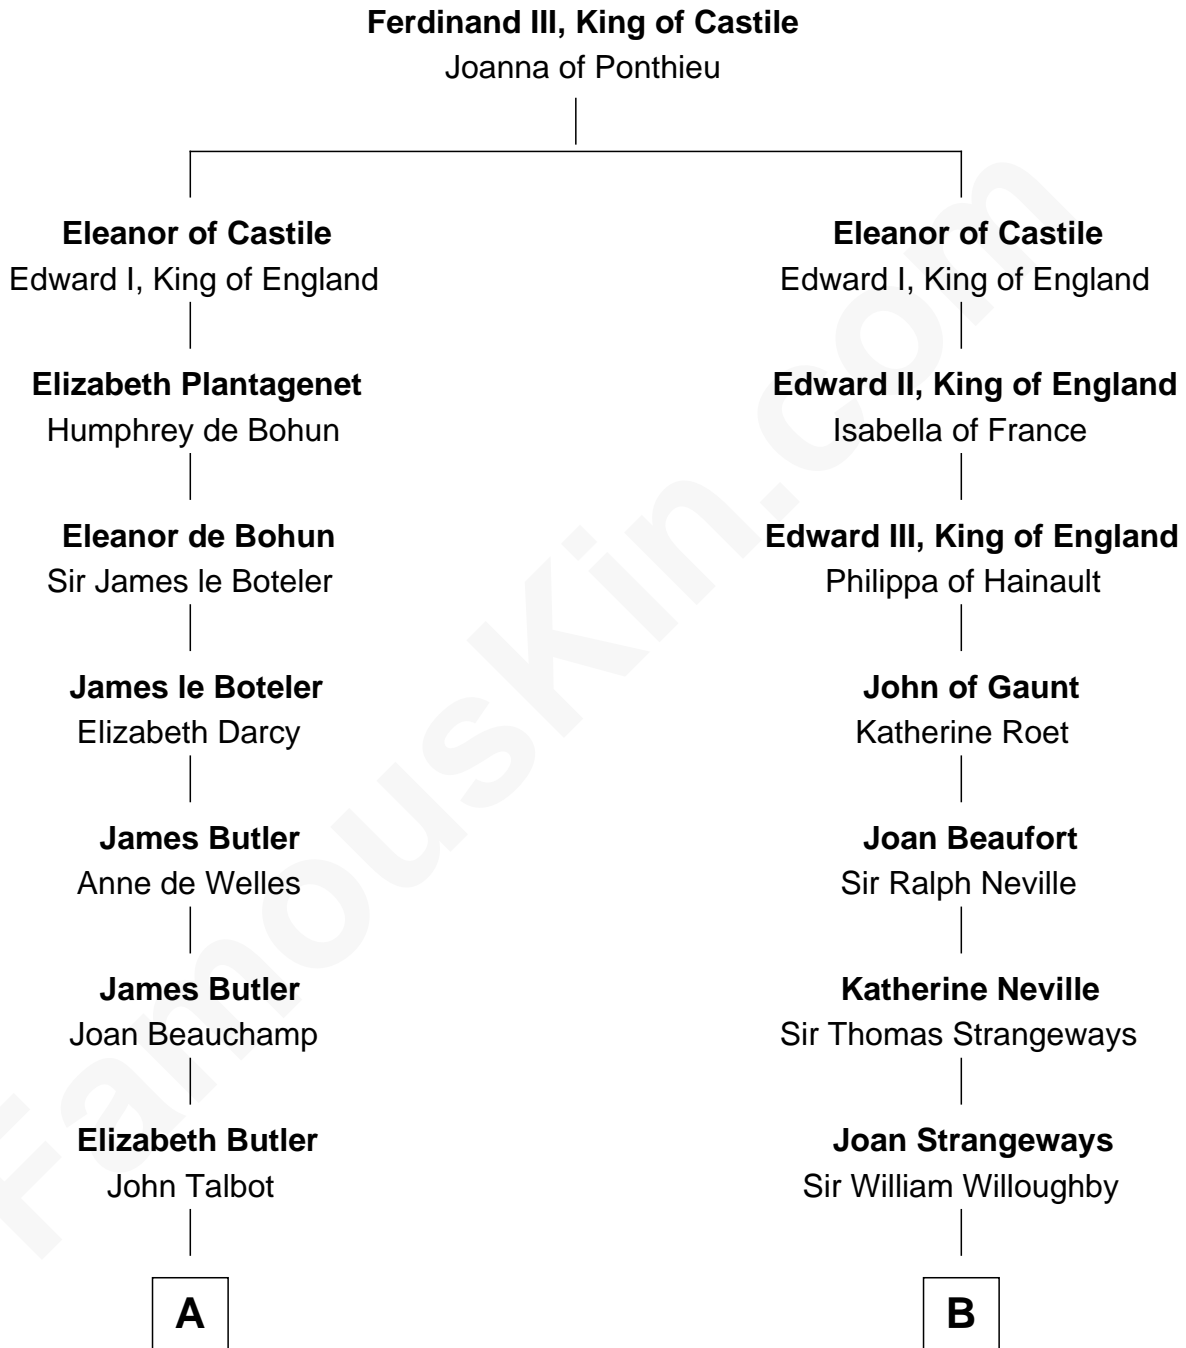 Ferdinand III, King of Castile
Joanna of Ponthieu
Eleanor of Castile
Edward I, King of England
Elizabeth Plantagenet
Humphrey de Bohun
Eleanor de Bohun
Sir James le Boteler
James le Boteler
Elizabeth Darcy
James Butler
Anne de Welles
James Butler
Joan Beauchamp
Elizabeth Butler
John Talbot
A
Eleanor of Castile
Edward I, King of England
Edward II, King of England
Isabella of France
Edward III, King of England
Philippa of Hainault
John of Gaunt
Katherine Roet
Joan Beaufort
Sir Ralph Neville
Katherine Neville
Sir Thomas Strangeways
Joan Strangeways
Sir William Willoughby
B
FamousKin.com